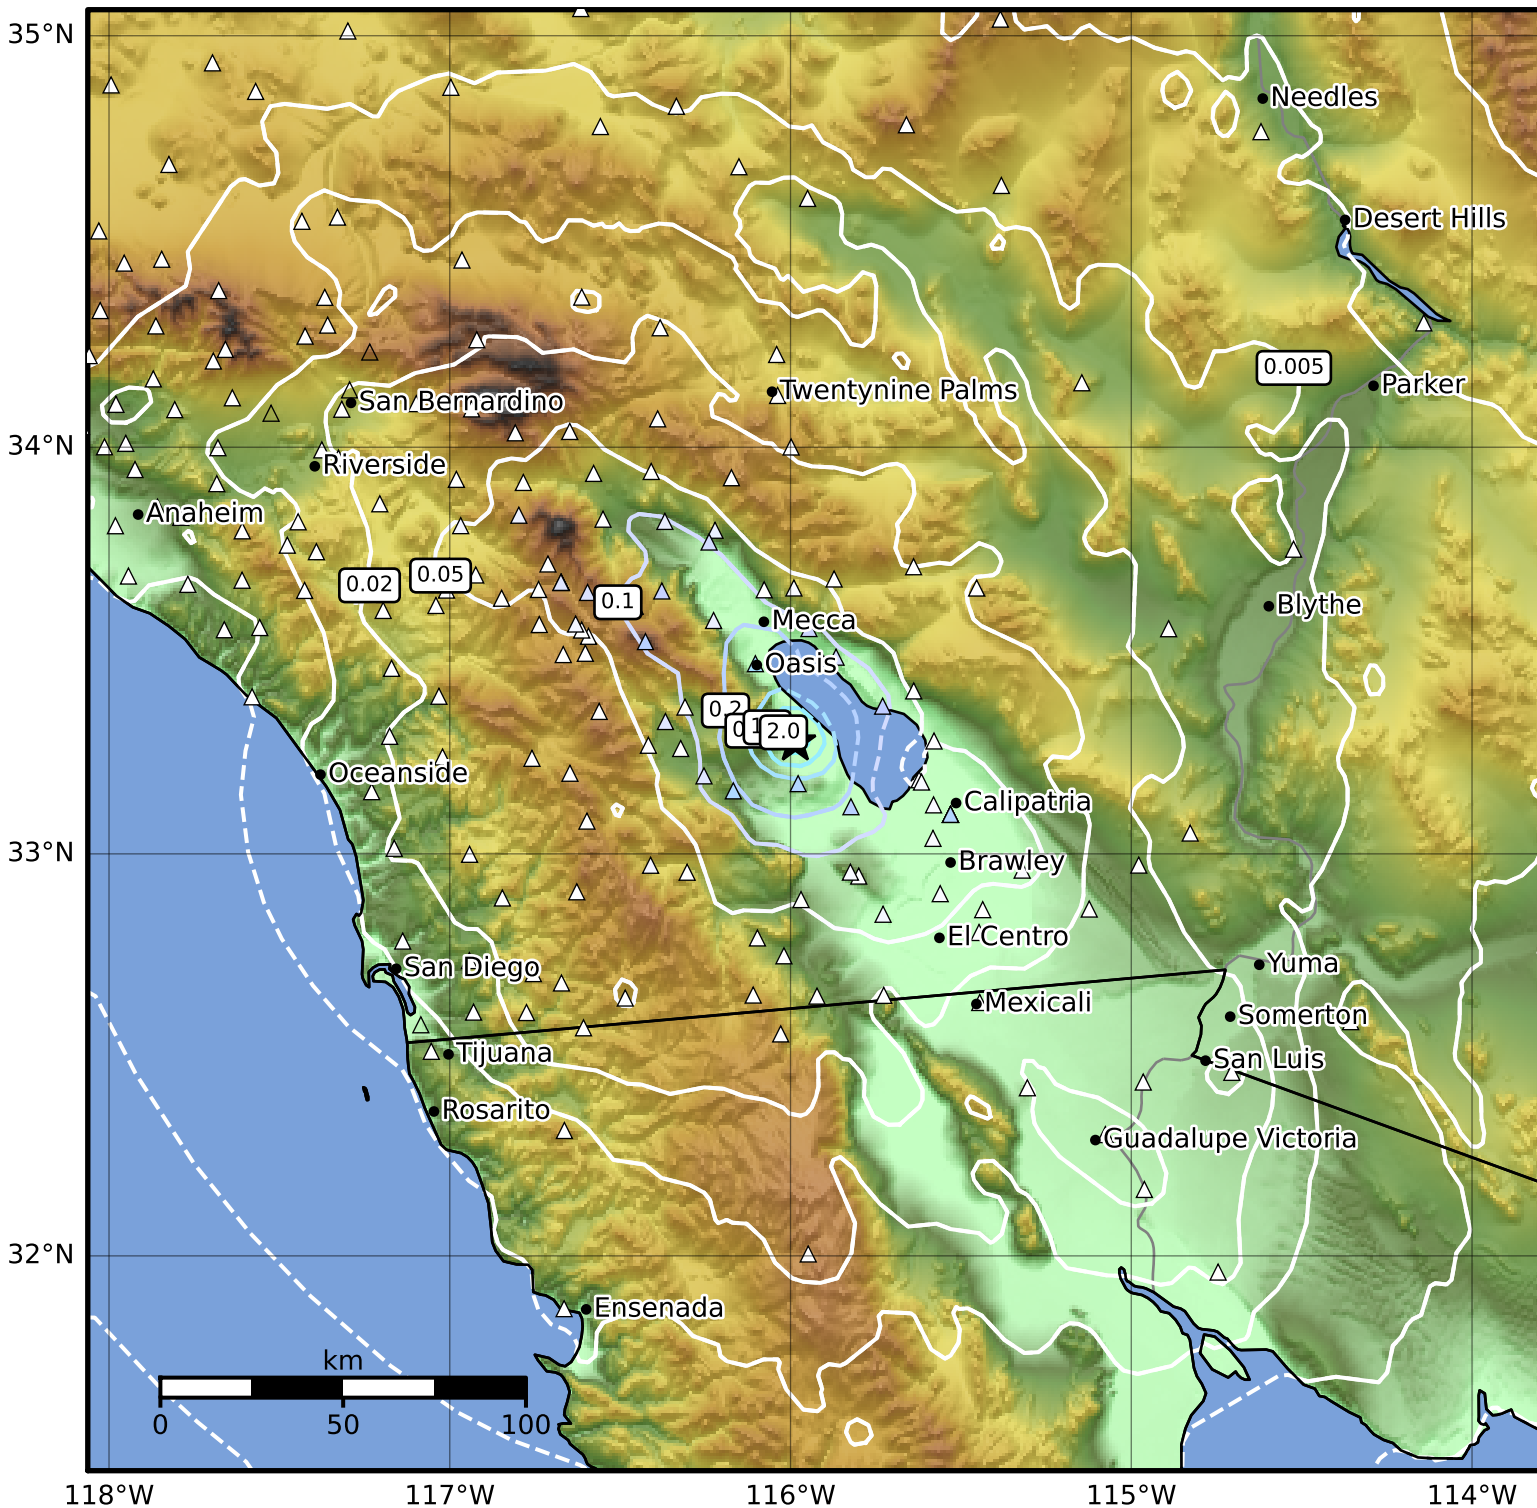 35°N
Needles
Desert Hills
0.005
Parker
Twentynine Palms
San Bernardino
34°N
Riverside
Anaheim
0.02
0.05
0.1
Blythe
Mecca
Oasis
0.2
2.0
Oceanside
Calipatria
33°N
Brawley
El Centro
San Diego
Yuma
Mexicali
Somerton
Tijuana
San Luis
Rosarito
Guadalupe Victoria
32°N
Ensenada
km
0 50 100
118°W 117°W 116°W 115°W 114°W